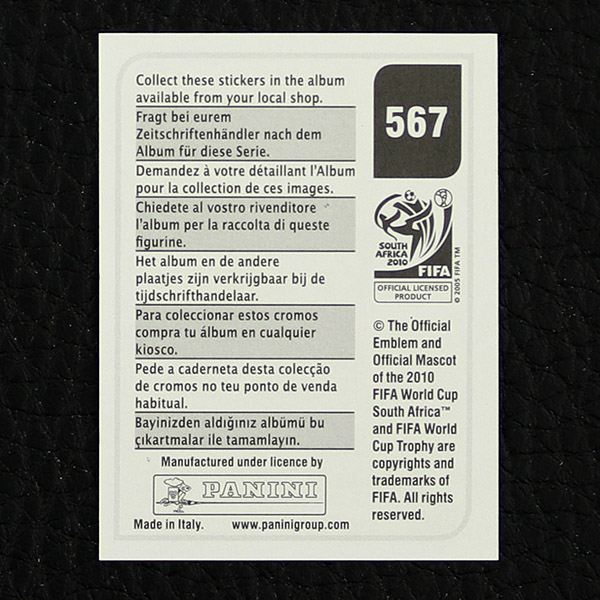 Collect these stickers in the album
available from your local shop.
Fragt bei eurem
Zeitschriftenhändler nach dem
Album für diese Serie.
Demandez à votre détaillant l'Album
pour la collection de ces images.
Chiedete al vostro rivenditore
l'album per la raccolta di queste
figurine.
Het album en de andere
plaatjes zijn verkrijgbaar bij de
tijdschrifthandelaar.
Para coleccionar estos cromos
compra tu álbum en cualquier
kiosco.
Pede a caderneta desta colecção
de cromos no teu ponto de venda
habitual.
Bayinizden aldığınız albümü bu
çıkartmalar ile tamamlayın.
Manufactured under licence by
PANINI
Made in Italy. www.paninigroup.com
567
SOUTH
AFRICA
2010
FIFA
© 2005 FIFA TM
OFFICIAL LICENSED
PRODUCT
© The Official
Emblem and
Official Mascot
of the 2010
FIFA World Cup
South Africa™
and FIFA World
Cup Trophy are
copyrights and
trademarks of
FIFA. All rights
reserved.